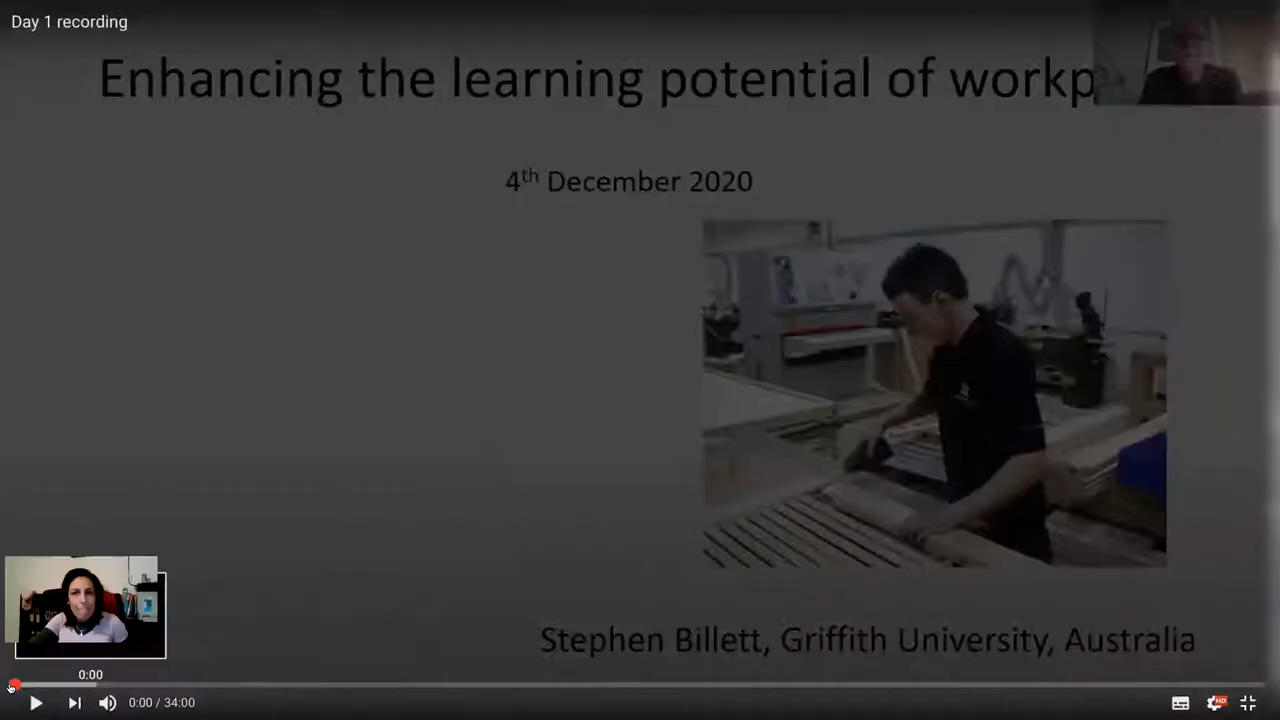 Day 1 recording
Enhancing the learning potential of workp
4th December 2020
Stephen Billett, Griffith University, Australia
0:00
0:00 / 34:00
HD